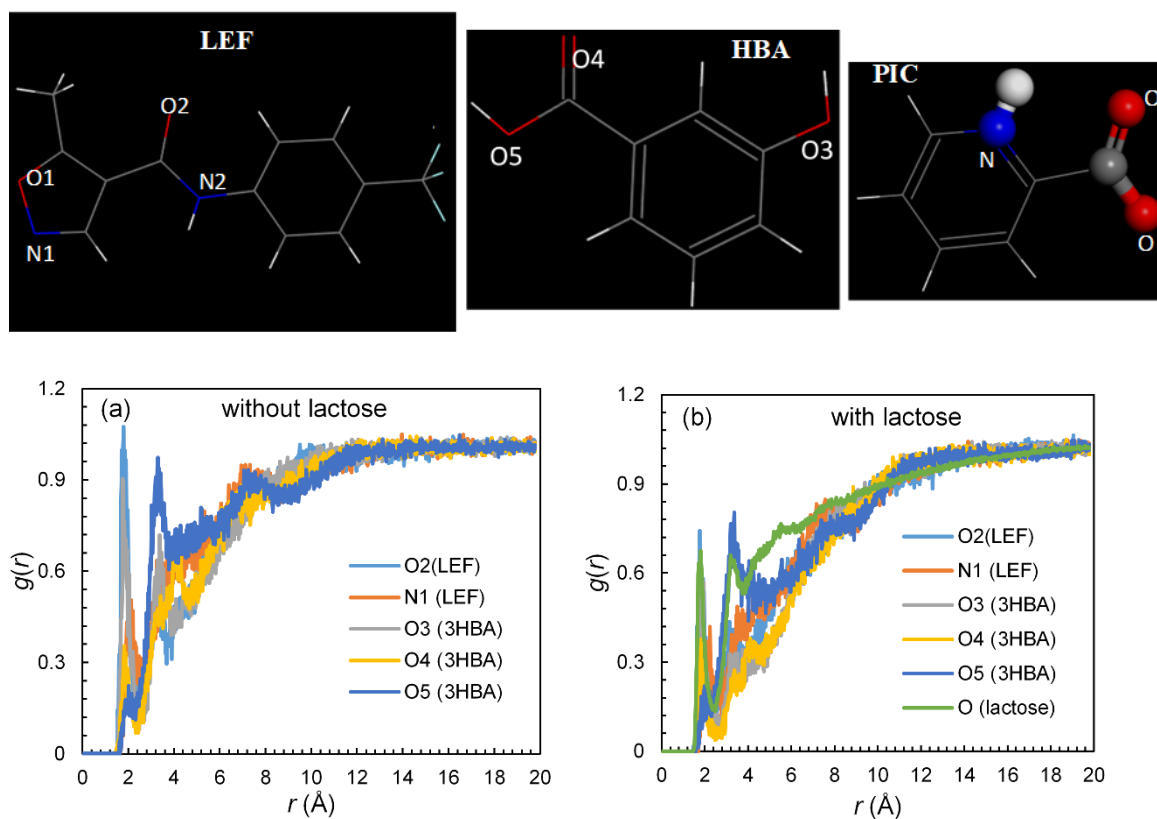 LEF
O2
O1
N2
N1
HBA
O4
O5
O3
PIC
O
N
O
(a) without lactose
1.2
0.9
0.6
0.3
0
g(r)
O2(LEF)
N1 (LEF)
O3 (3HBA)
O4 (3HBA)
O5 (3HBA)
0 2 4 6 8 10 12 14 16 18 20
r (Å)
(b) with lactose
1.2
0.9
0.6
0.3
0
g(r)
O2(LEF)
N1 (LEF)
O3 (3HBA)
O4 (3HBA)
O5 (3HBA)
O (lactose)
0 2 4 6 8 10 12 14 16 18 20
r (Å)